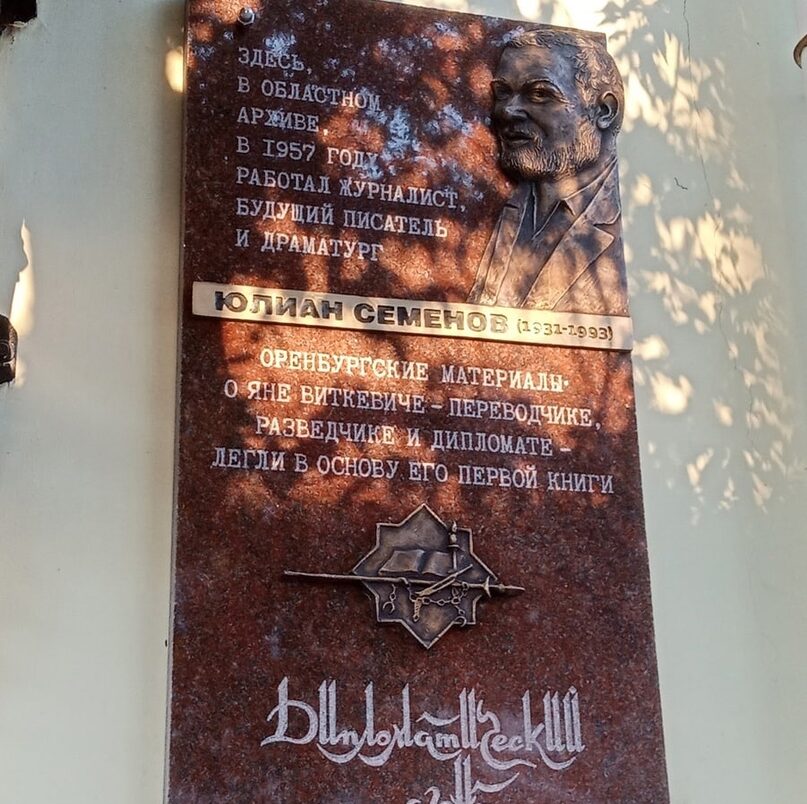 ЗДЕСЬ,
В ОБЛАСТНОМ
АРХИВЕ,
В 1957 ГОДУ
РАБОТАЛ ЖУРНАЛИСТ,
БУДУЩИЙ ПИСАТЕЛЬ
И ДРАМАТУРГ
ЮЛИАН СЕМЕНОВ (1931-1993)
ОРЕНБУРГСКИЕ МАТЕРИАЛЫ
О ЯНЕ ВИТКЕВИЧЕ – ПЕРЕВОДЧИКЕ,
РАЗВЕДЧИКЕ И ДИПЛОМАТЕ –
ЛЕГЛИ В ОСНОВУ ЕГО ПЕРВОЙ КНИГИ
Дипломатический